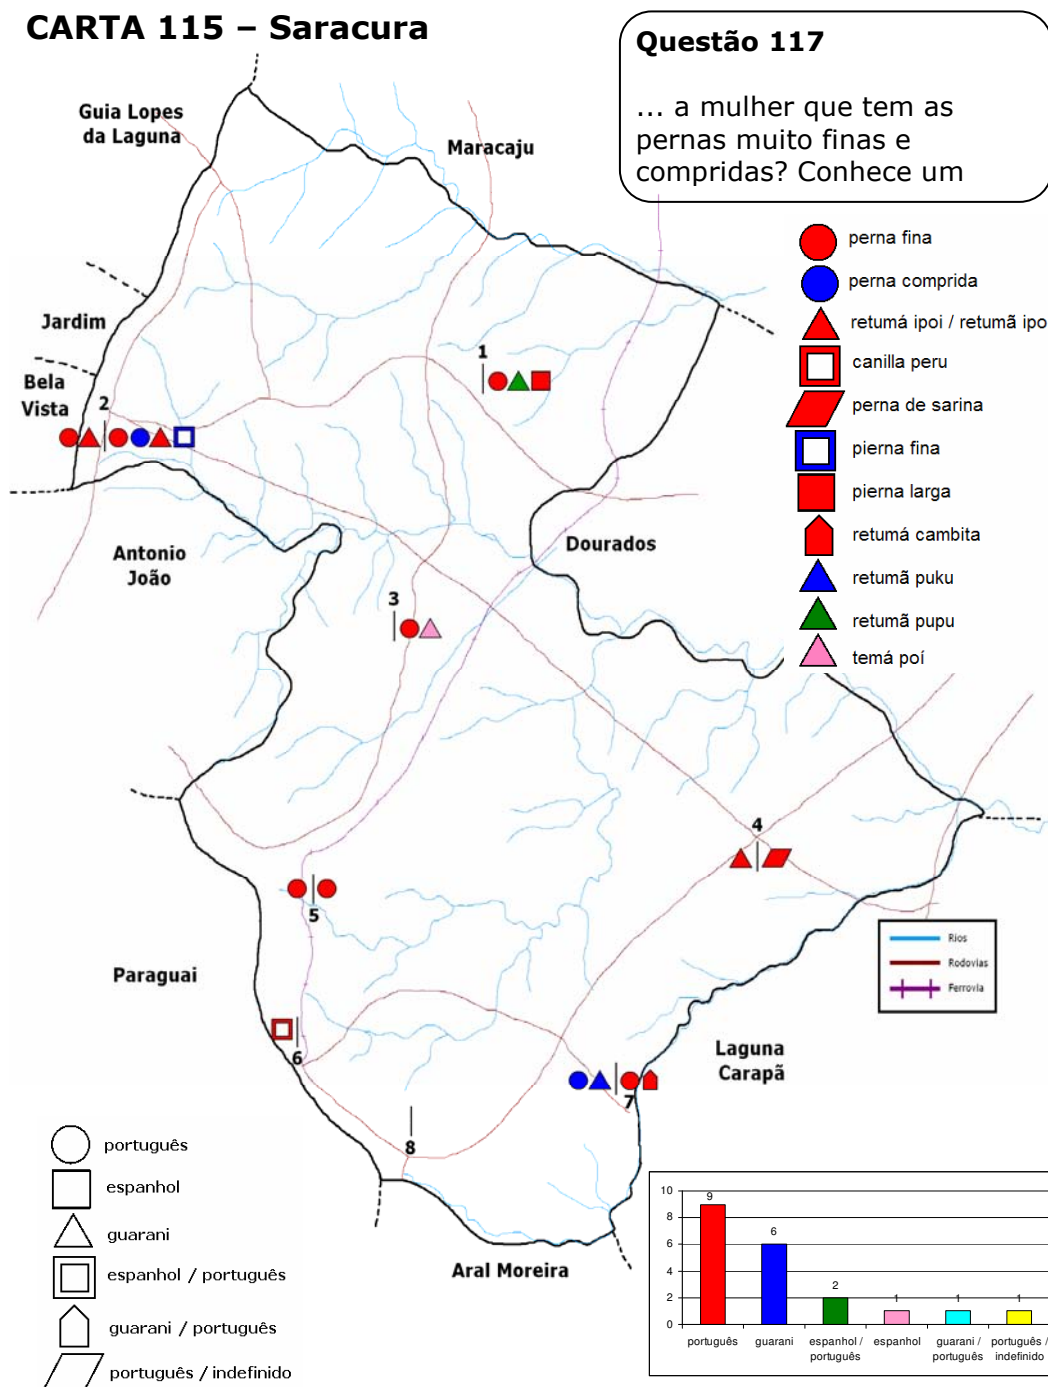 CARTA 115 – Saracura
Questão 117
... a mulher que tem as
pernas muito finas e
compridas? Conhece um
Guia Lopes
da Laguna
Maracaju
Jardim
Bela
Vista
Antonio
João
Dourados
Paraguai
Laguna
Carapã
Aral Moreira
1
2
3
4
5
6
7
8
perna fina
perna comprida
retumá ipoi / retumã ipo
canilla peru
perna de sarina
pierna fina
pierna larga
retumá cambita
retumã puku
retumã pupu
temá poí
Rios
Rodovias
Ferrovia
português
espanhol
guarani
espanhol / português
guarani / português
português / indefinido
10
8
6
4
2
0
9
6
2
1
1
1
português
guarani
espanhol /
português
espanhol
guarani /
português
português /
indefinido